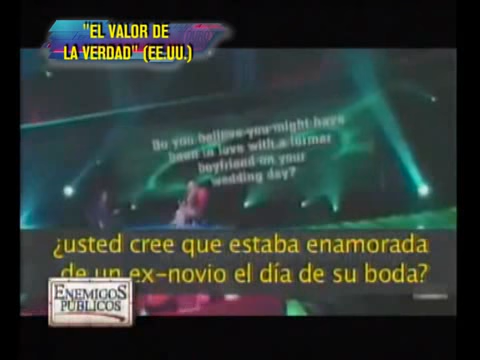 "EL VALOR DE
LA VERDAD" (EE.UU.)
Do you believe you might have
been in love with a former
boyfriend on your
wedding day?
¿usted cree que estaba enamorada
de un ex-novio el día de su boda?
ENEMIGOS
PÚBLICOS